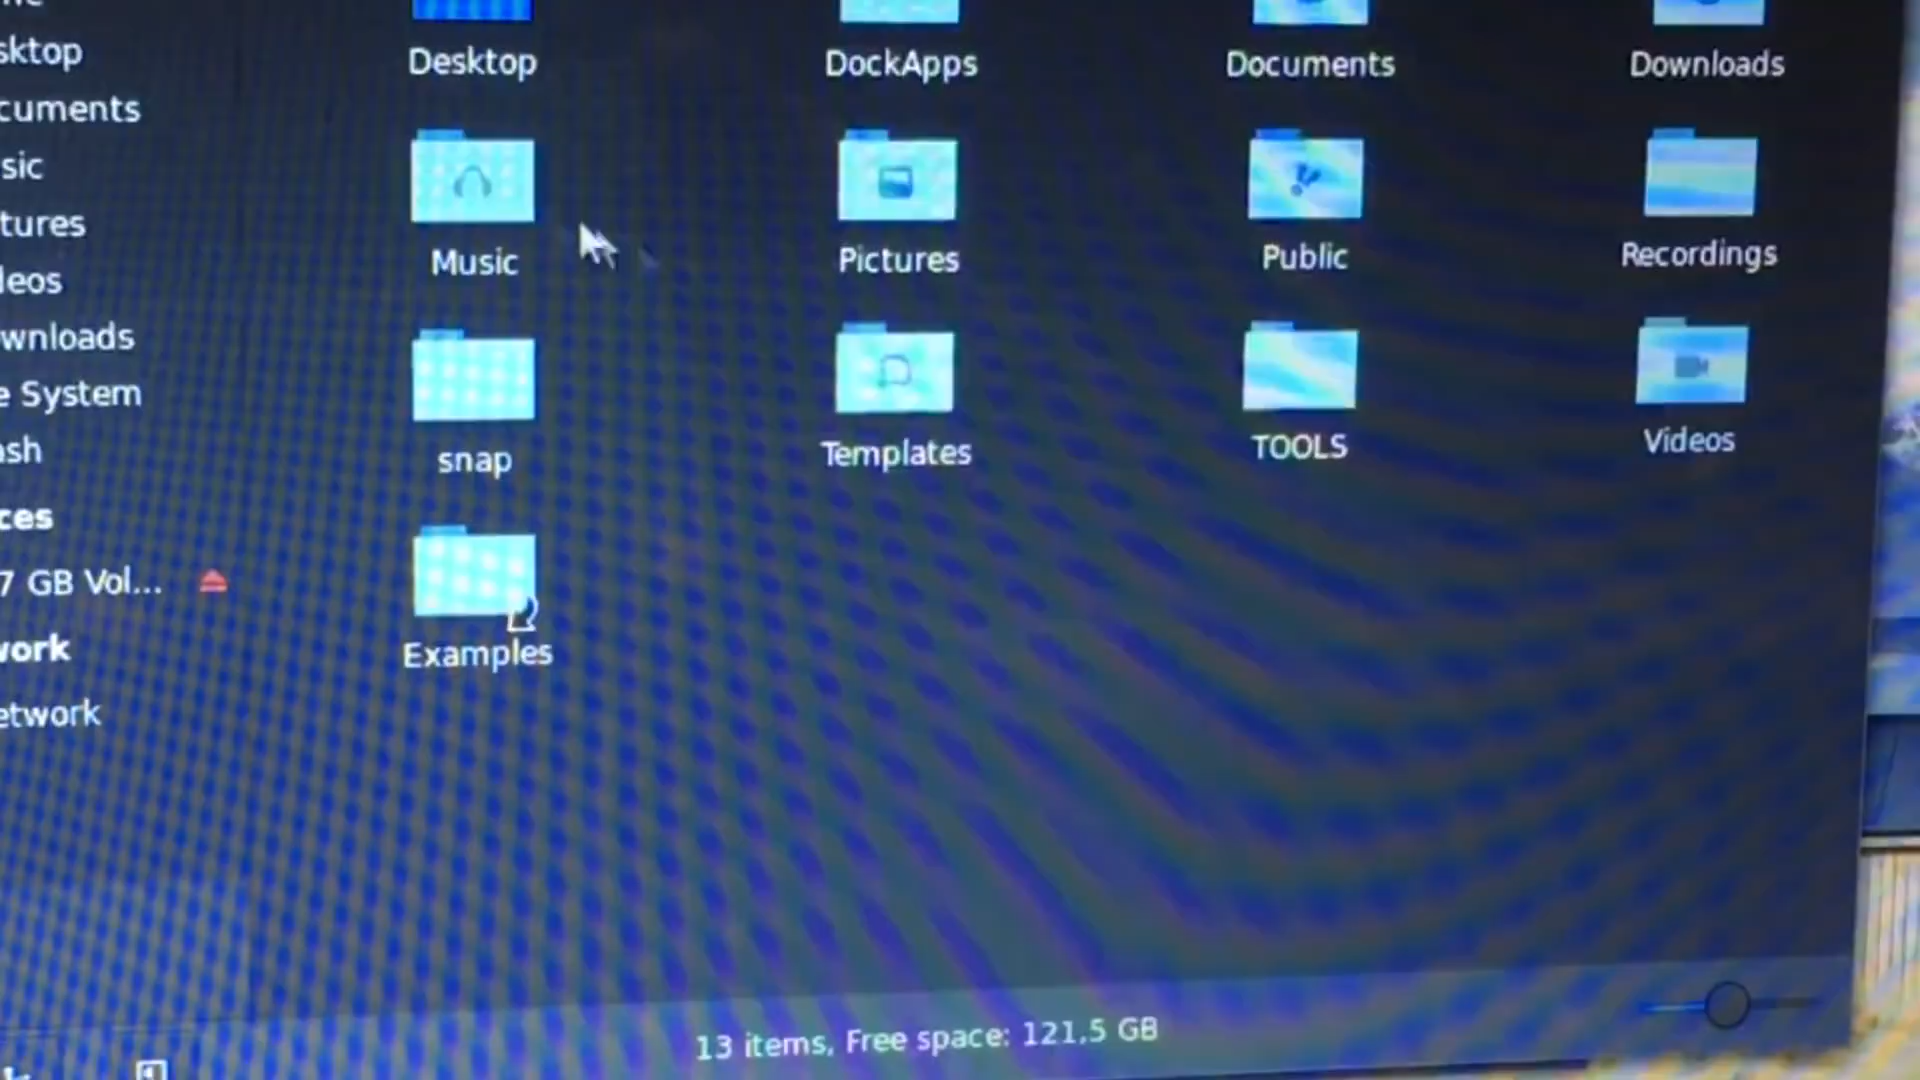 sktop
cuments
sic
tures
leos
wnloads
e System
ash
ces
7 GB Vol...
work
etwork
Desktop DockApps Documents Downloads
Music Pictures Public Recordings
snap Templates TOOLS Videos
Examples
13 items, Free space: 121,5 GB